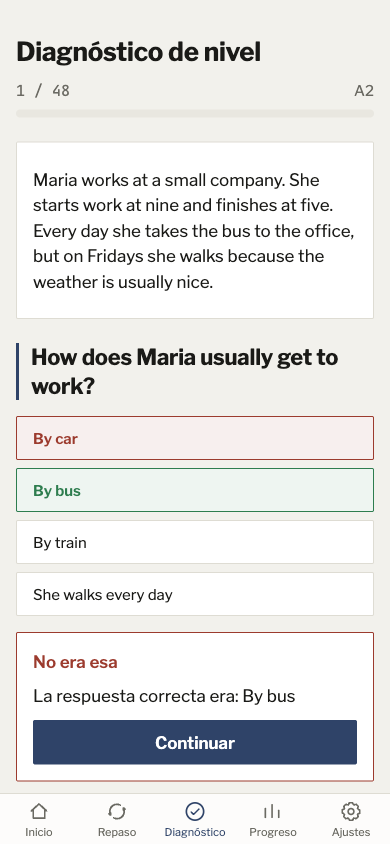 Diagnóstico de nivel
1 / 48
A2
Maria works at a small company. She
starts work at nine and finishes at five.
Every day she takes the bus to the office,
but on Fridays she walks because the
weather is usually nice.
How does Maria usually get to
work?
By car
By bus
By train
She walks every day
No era esa
La respuesta correcta era: By bus
Continuar
Inicio
Repaso
Diagnóstico
Progreso
Ajustes